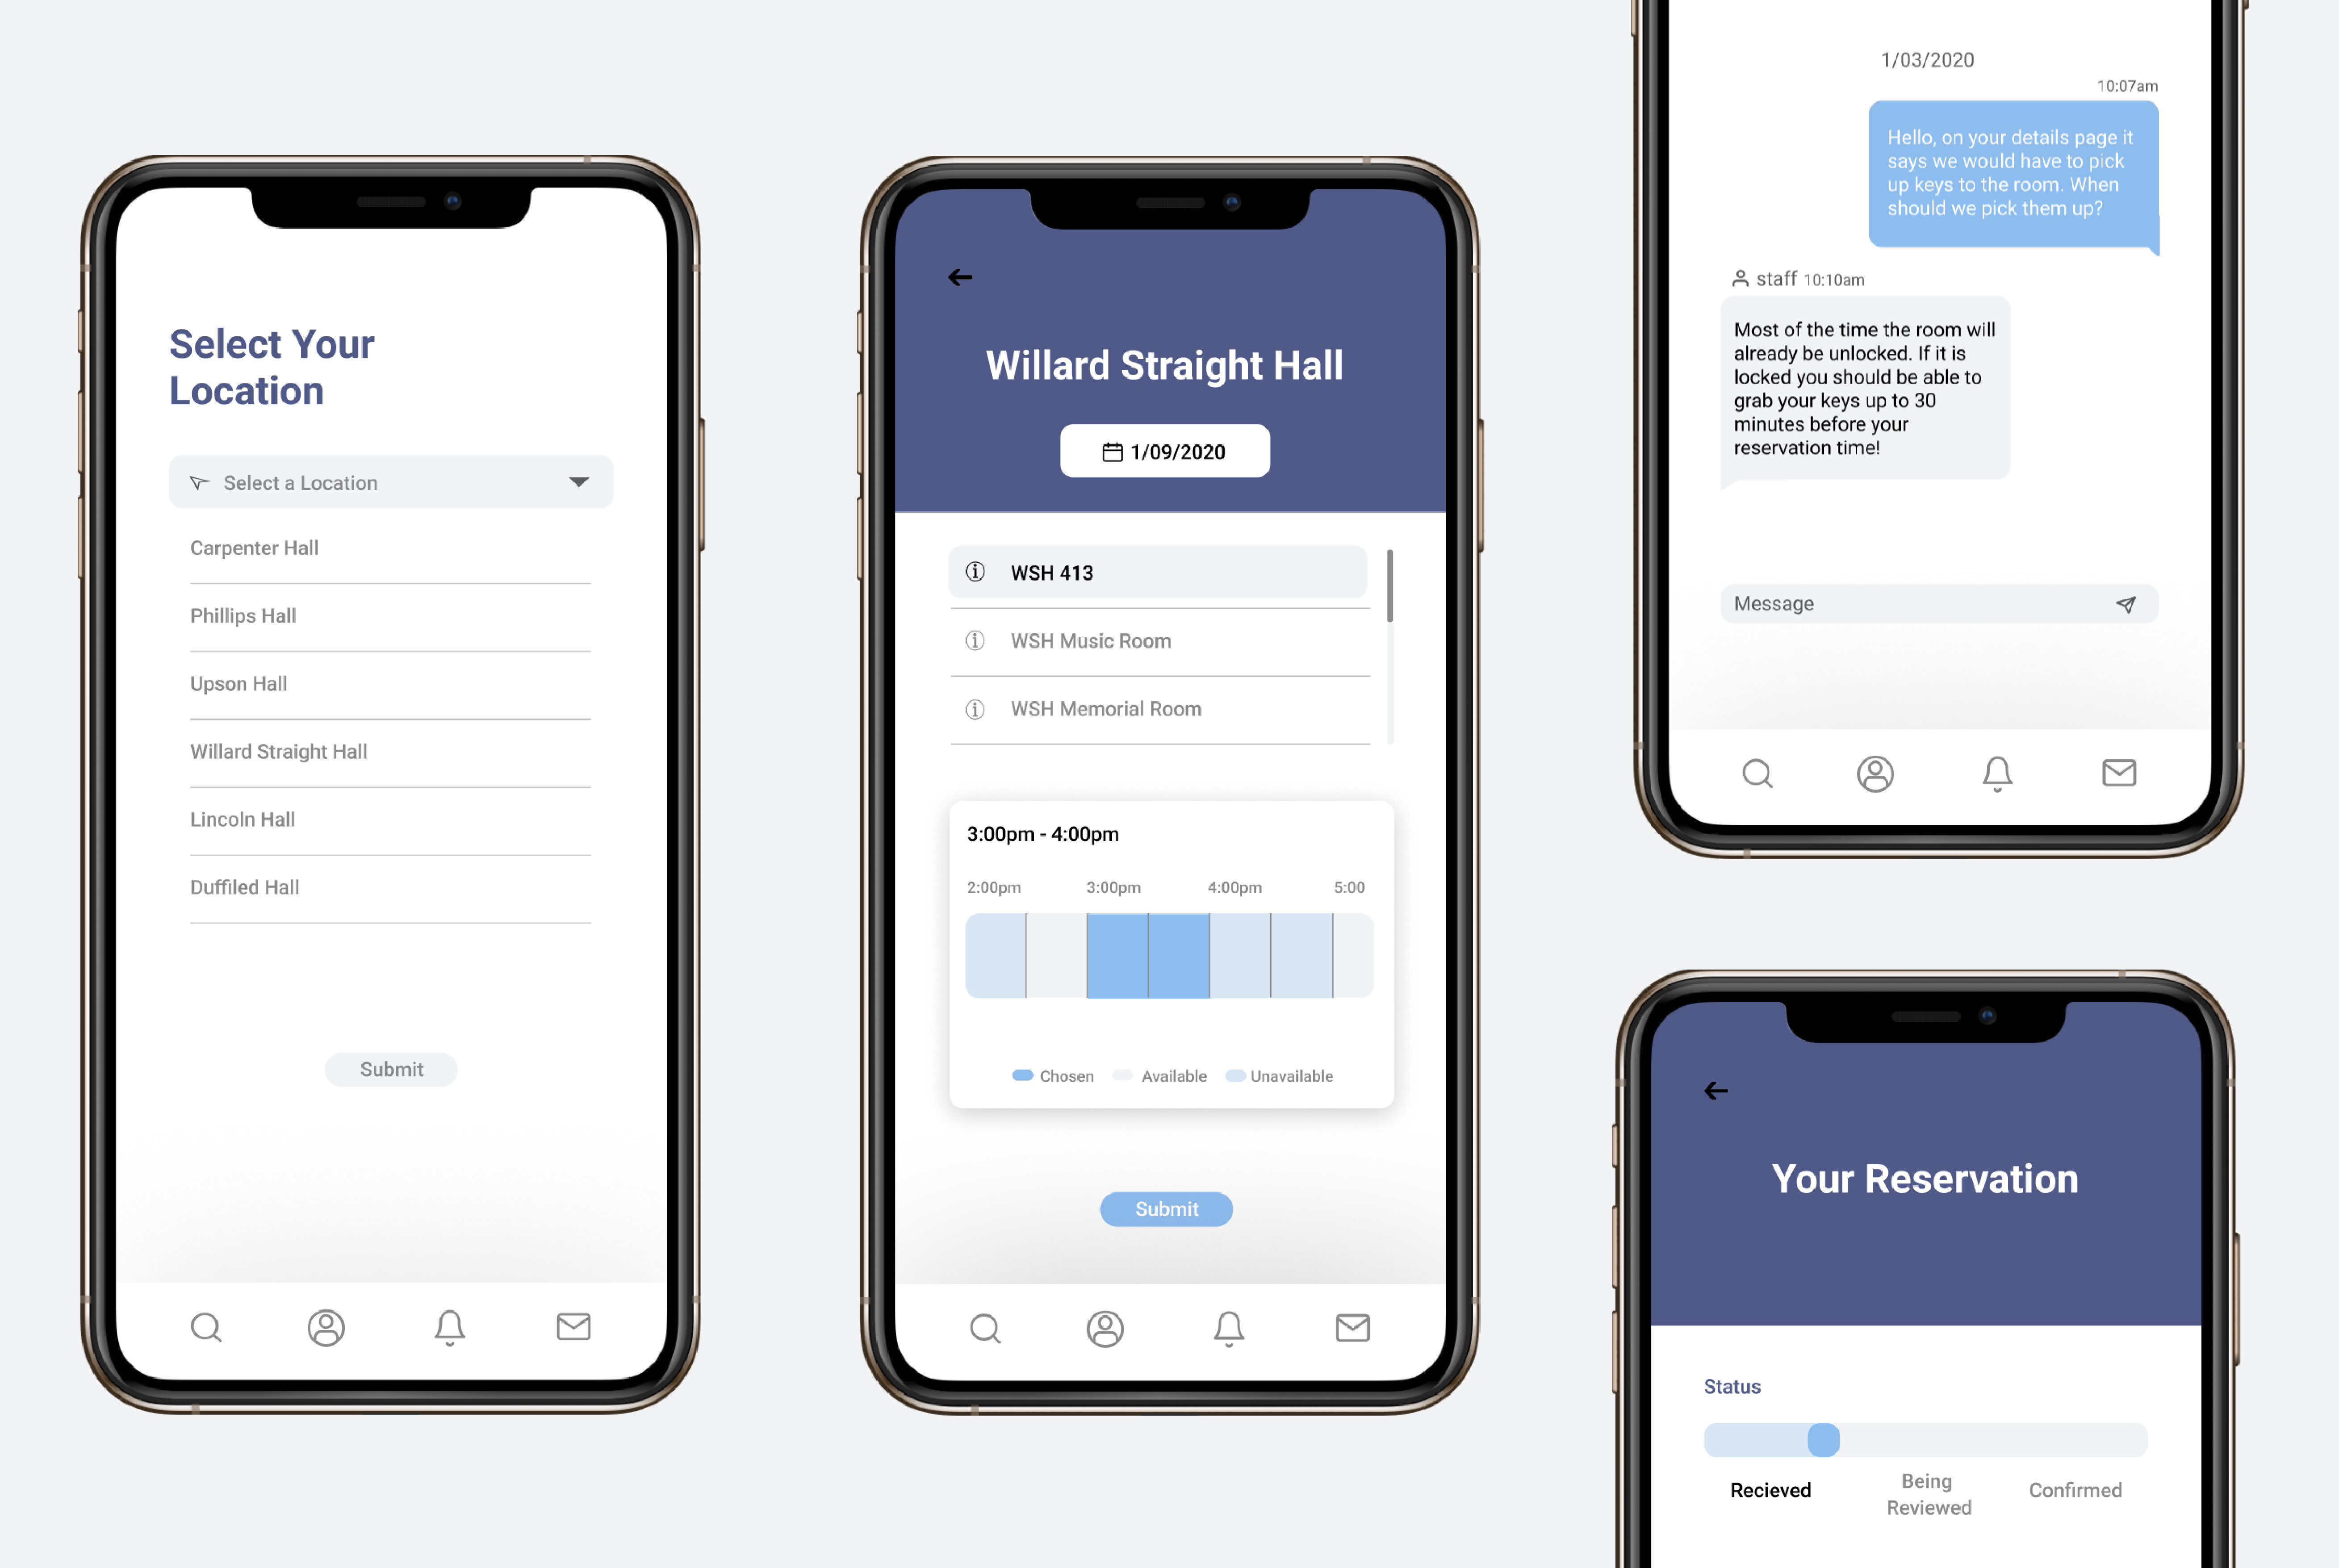 Select Your
Location
Select a Location
Carpenter Hall
Phillips Hall
Upson Hall
Willard Straight Hall
Lincoln Hall
Duffiled Hall
Submit
Willard Straight Hall
1/09/2020
WSH 413
WSH Music Room
WSH Memorial Room
3:00pm - 4:00pm
2:00pm 3:00pm 4:00pm 5:00
Chosen Available Unavailable
Submit
1/03/2020
10:07am
Hello, on your details page it
says we would have to pick
up keys to the room. When
should we pick them up?
staff 10:10am
Most of the time the room will
already be unlocked. If it is
locked you should be able to
grab your keys up to 30
minutes before your
reservation time!
Message
Your Reservation
Status
Recieved
Being
Reviewed
Confirmed